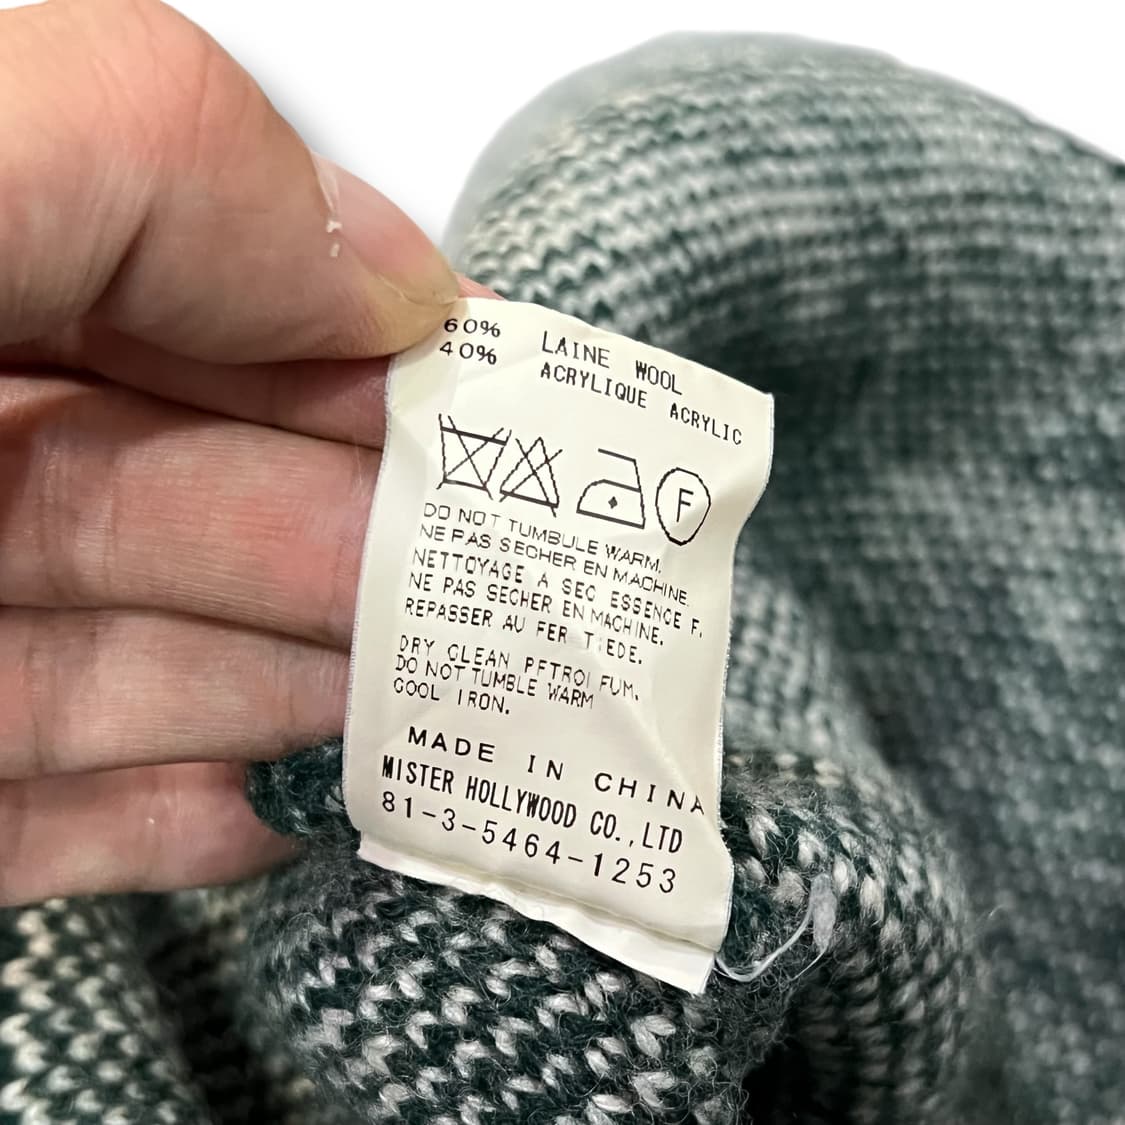 60% LAINE WOOL
40% ACRYLIQUE ACRYLIC
F
DO NOT TUMBULE WARM.
NE PAS SECHER EN MACHINE.
NETTOYAGE A SEC ESSENCE F.
NE PAS SECHER EN MACHINE.
REPASSER AU FER TIEDE.
DRY CLEAN PFTROI FUM.
DO NOT TUMBLE WARM
COOL IRON.
MADE IN CHINA
MISTER HOLLYWOOD CO.,LTD
81-3-5464-1253